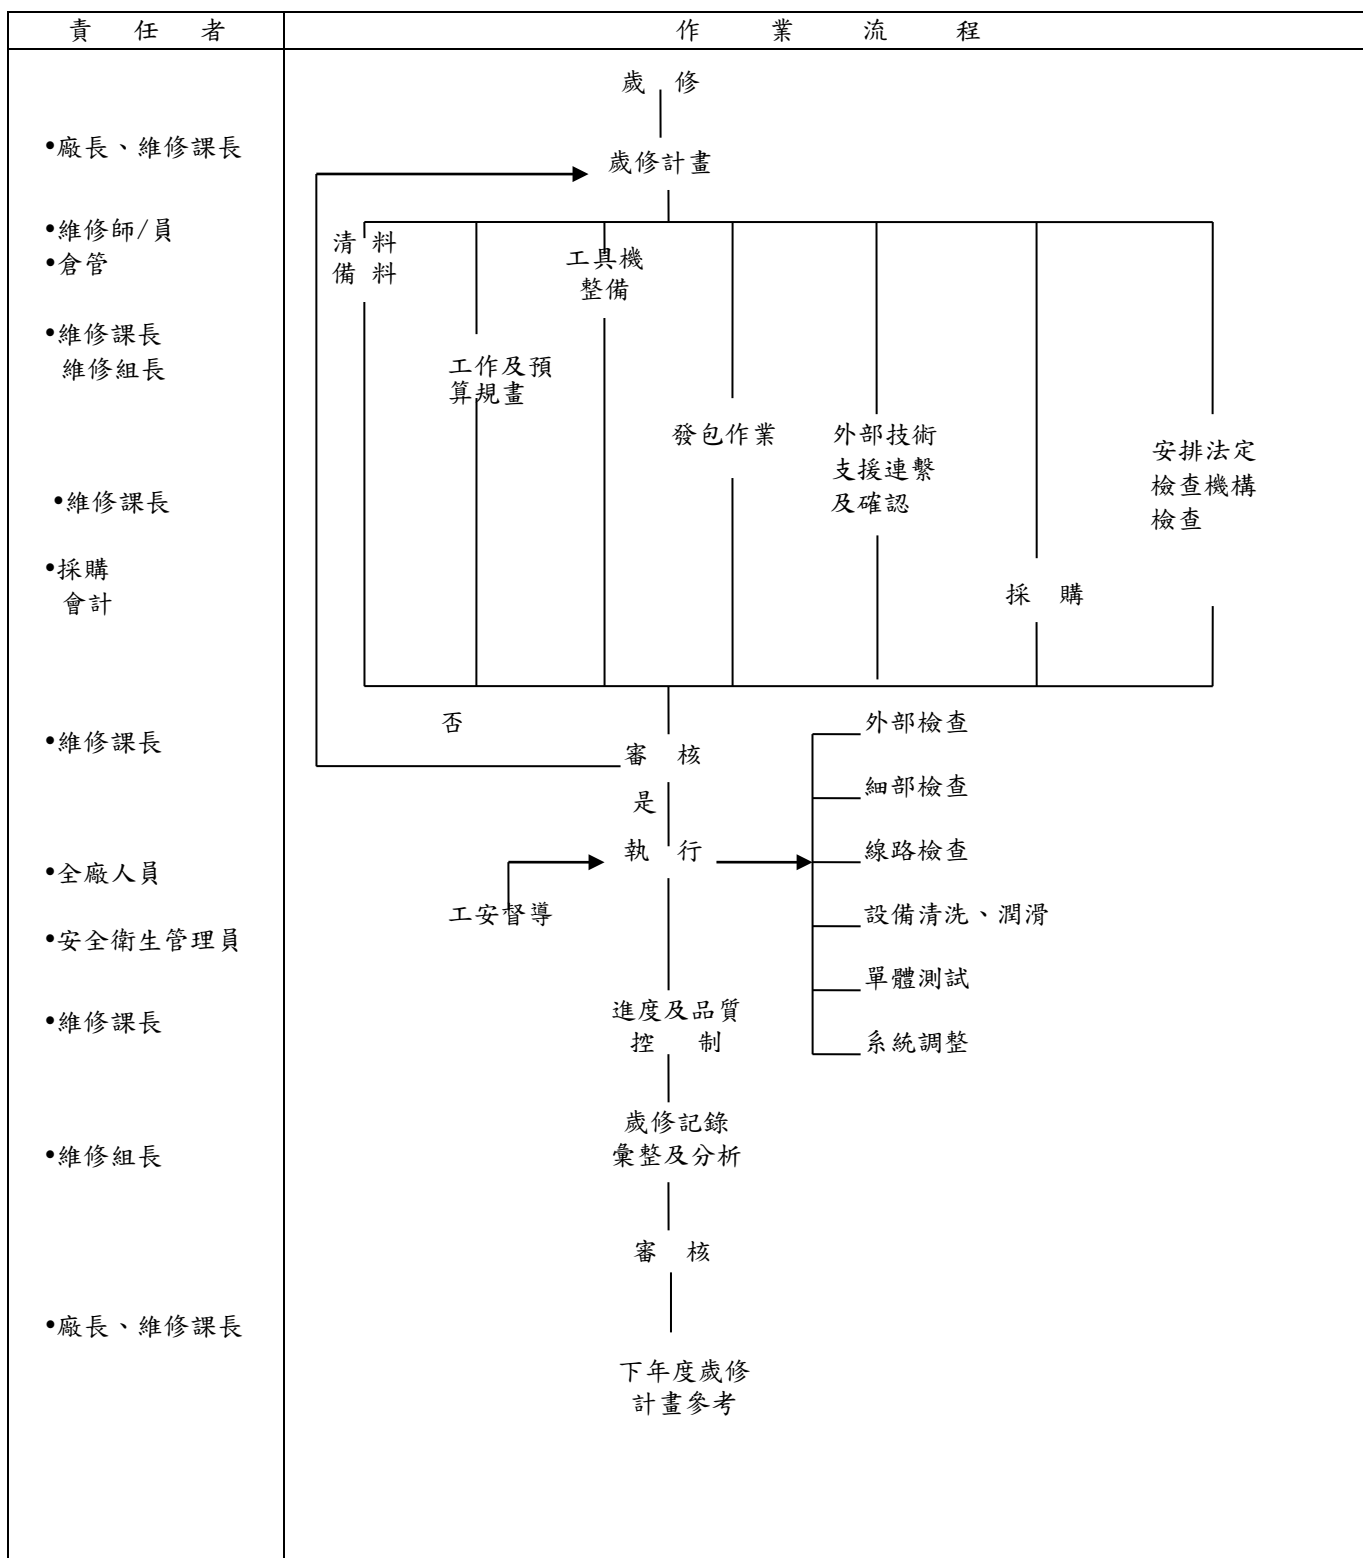 責 任 者
作 業 流 程
歲 修
•廠長、維修課長
歲修計畫
•維修師/員
•倉管
清 料
備 料
工具機
整備
•維修課長
維修組長
工作及預
算規畫
發包作業
外部技術
支援連繫
及確認
安排法定
檢查機構
檢查
•維修課長
•採購
會計
採 購
否
外部檢查
•維修課長
審 核
細部檢查
是
執 行
線路檢查
•全廠人員
工安督導
設備清洗、潤滑
•安全衛生管理員
單體測試
•維修課長
進度及品質
控 制
系統調整
歲修記錄
彙整及分析
•維修組長
審 核
•廠長、維修課長
下年度歲修
計畫參考